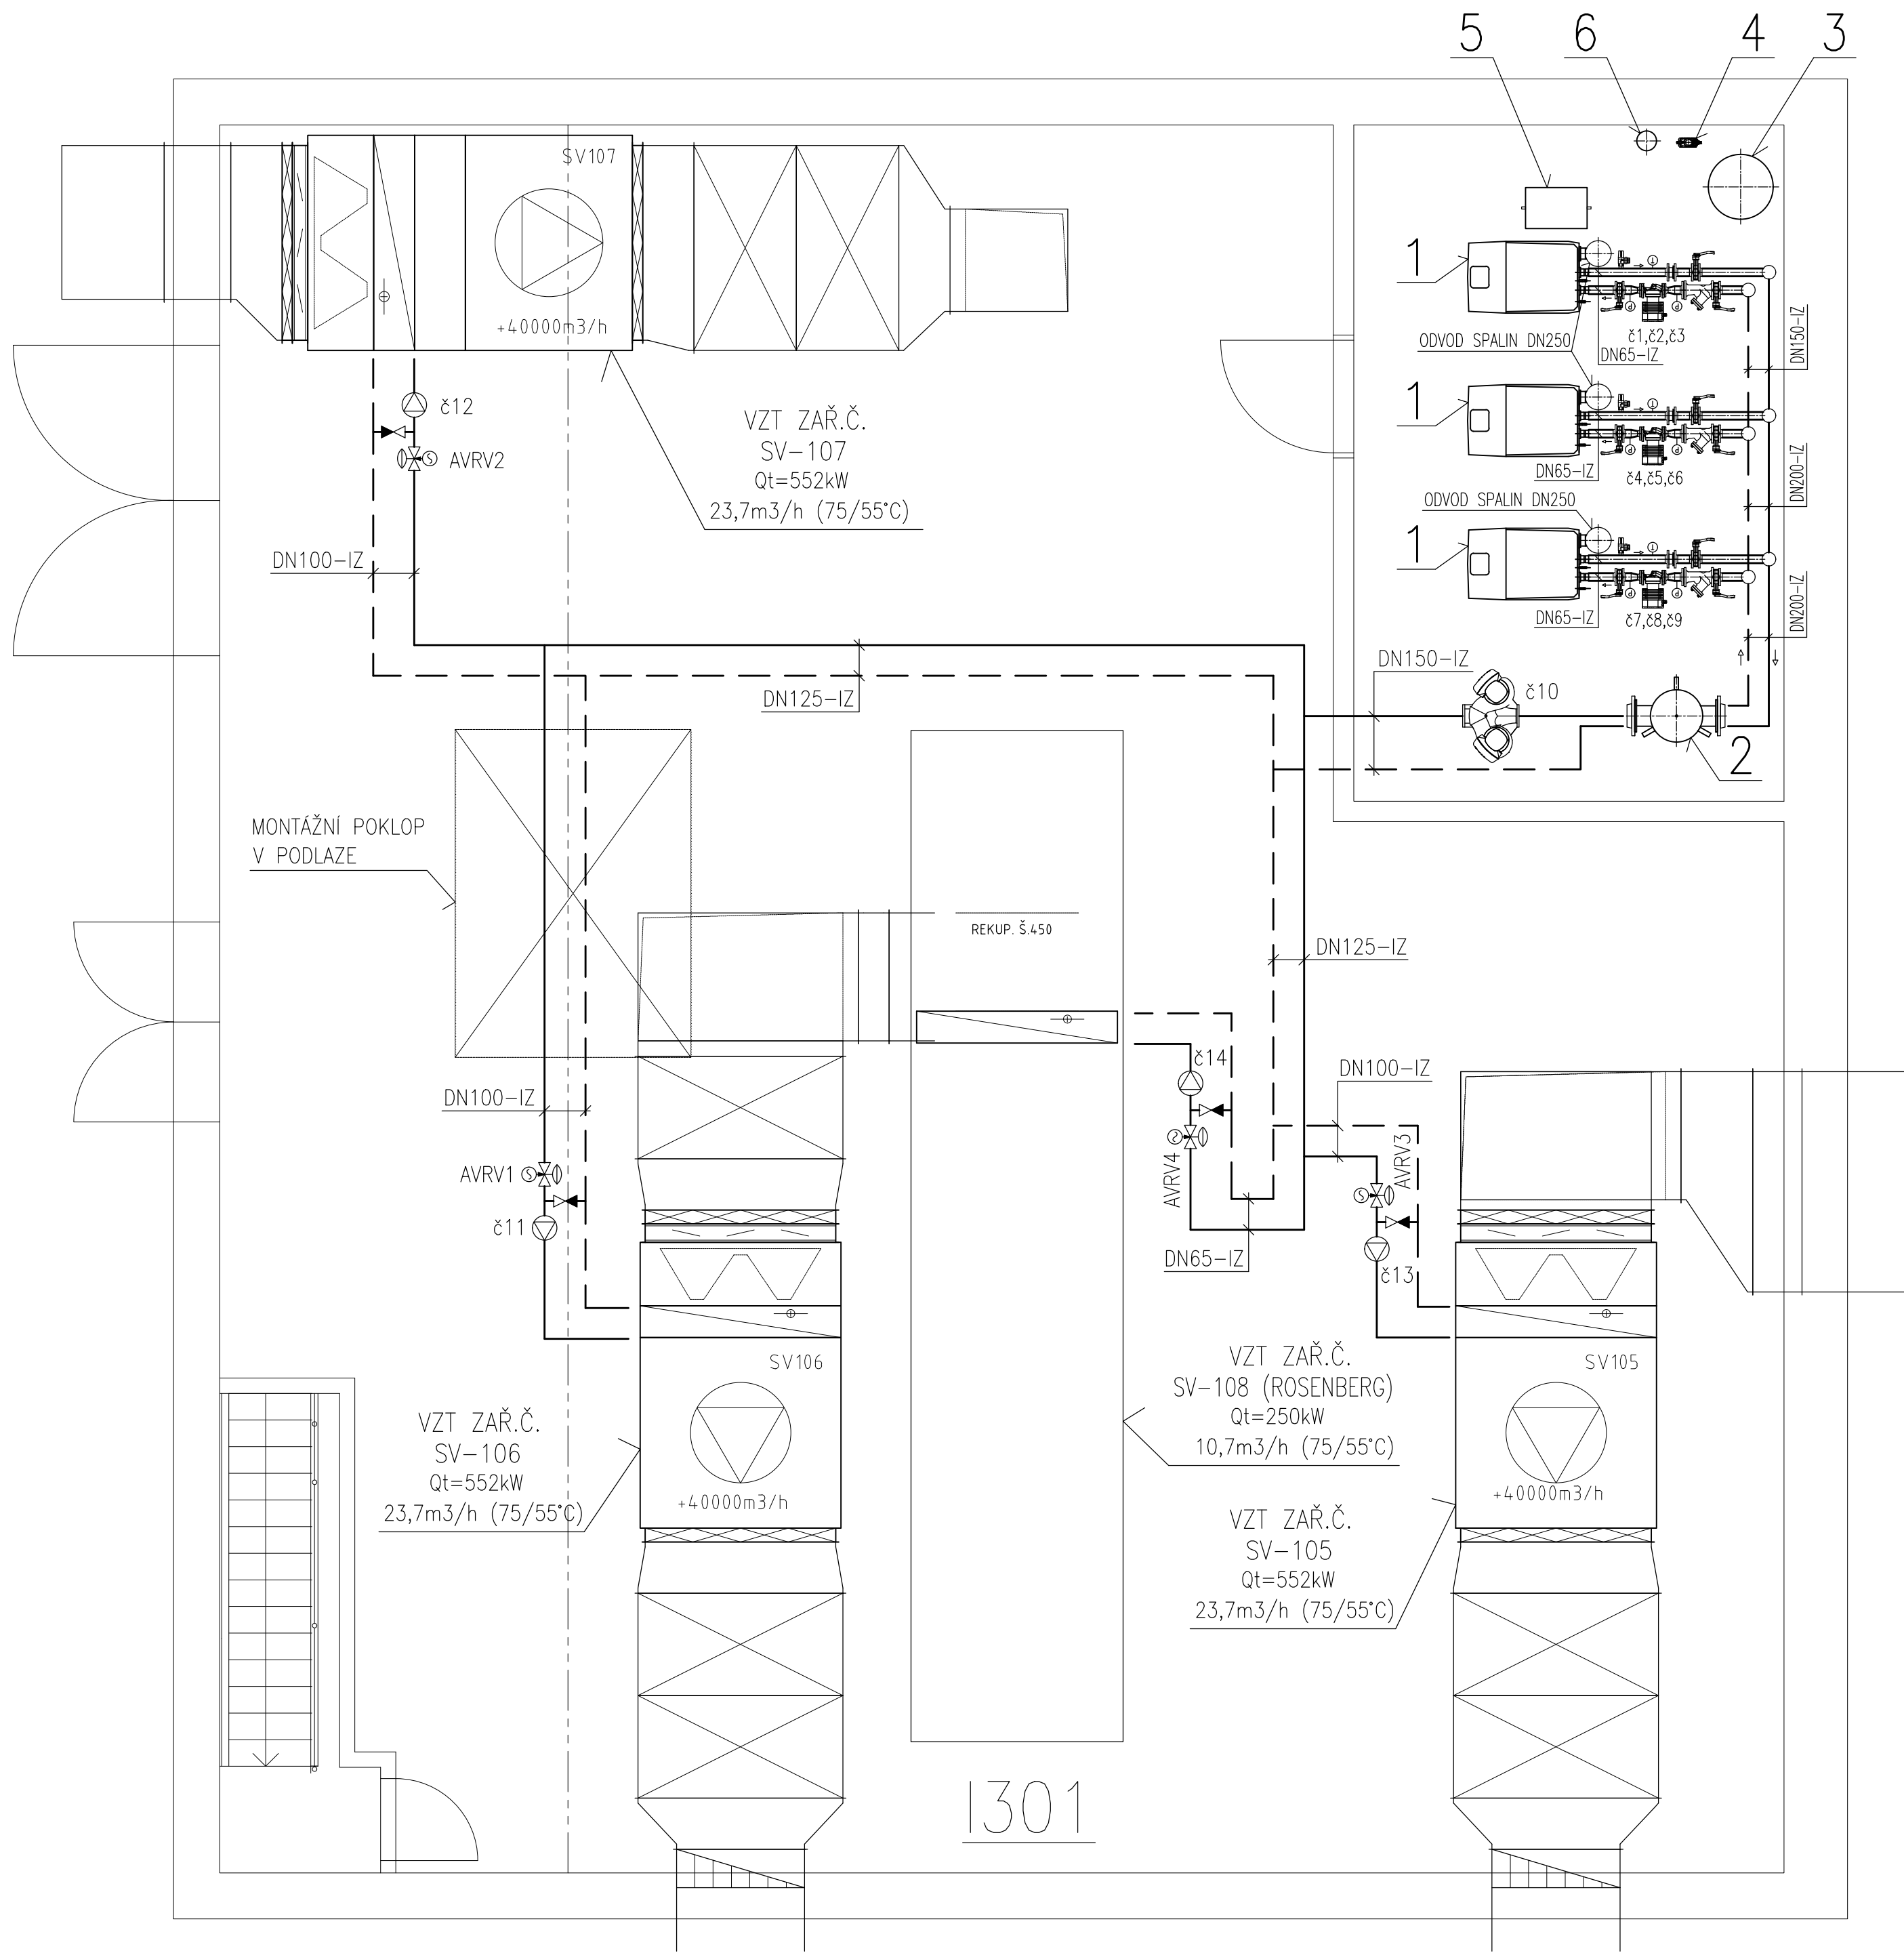 5
6
4
3
SV107
+40000m3/h
1
č1,č2,č3
ODVOD SPALIN DN250
DN65-IZ
DN150-IZ
č12
AVRV2
VZT ZAŘ.Č.
SV-107
Qt=552kW
23,7m3/h (75/55°C)
1
DN65-IZ
č4,č5,č6
DN200-IZ
ODVOD SPALIN DN250
1
DN65-IZ
č7,č8,č9
DN200-IZ
DN100-IZ
DN125-IZ
DN150-IZ
č10
2
MONTÁŽNÍ POKLOP
V PODLAZE
REKUP. Š.450
DN125-IZ
DN100-IZ
č14
DN100-IZ
AVRV4
AVRV3
AVRV1
č11
DN65-IZ
č13
SV106
VZT ZAŘ.Č.
SV-106
Qt=552kW
23,7m3/h (75/55°C)
+40000m3/h
VZT ZAŘ.Č.
SV-108 (ROSENBERG)
Qt=250kW
10,7m3/h (75/55°C)
SV105
+40000m3/h
VZT ZAŘ.Č.
SV-105
Qt=552kW
23,7m3/h (75/55°C)
I301